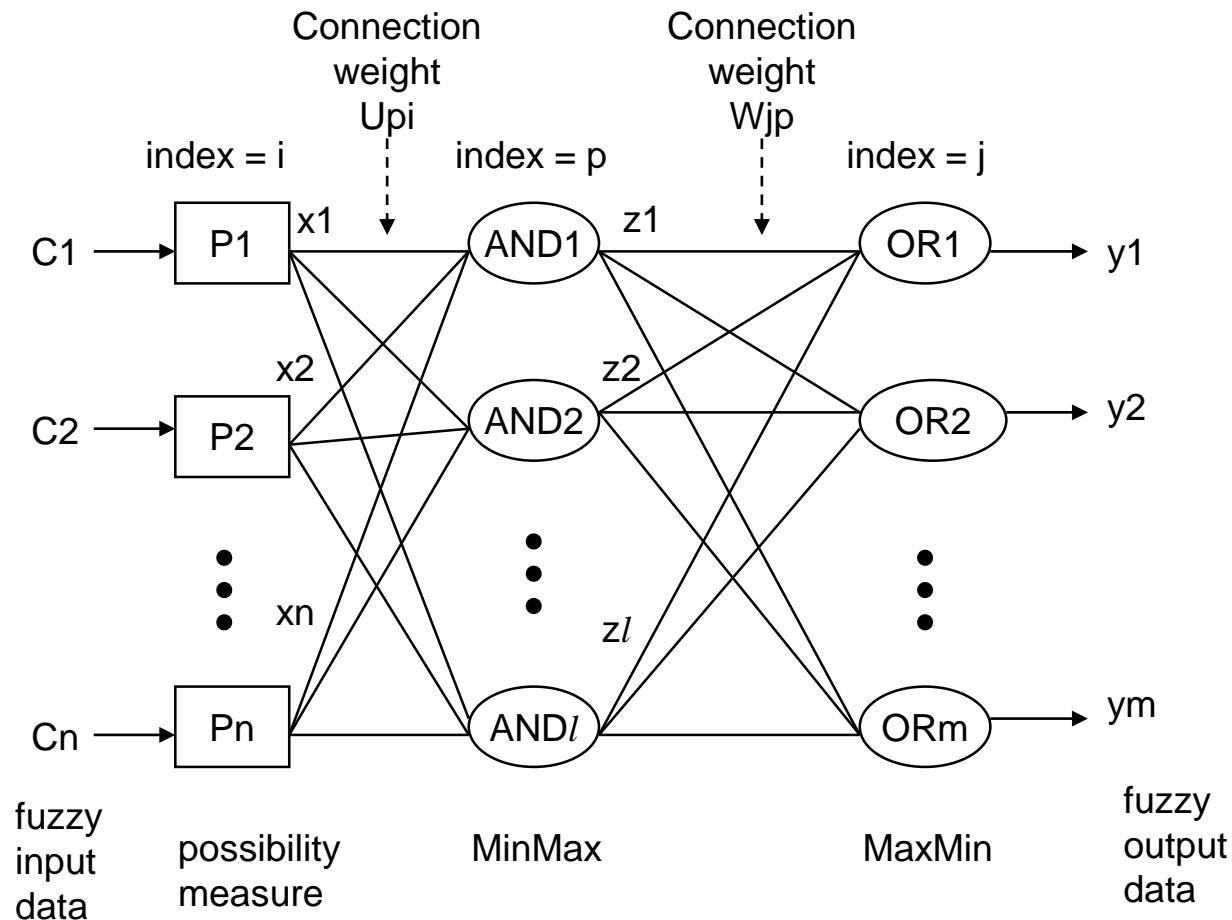 Connection
weight
Upi
Connection
weight
Wjp
index = i
index = p
index = j
C1
P1
x1
AND1
z1
OR1
y1
C2
P2
x2
AND2
z2
OR2
y2
xn
zl
Cn
Pn
ANDl
ORm
ym
fuzzy
input
data
possibility
measure
MinMax
MaxMin
fuzzy
output
data